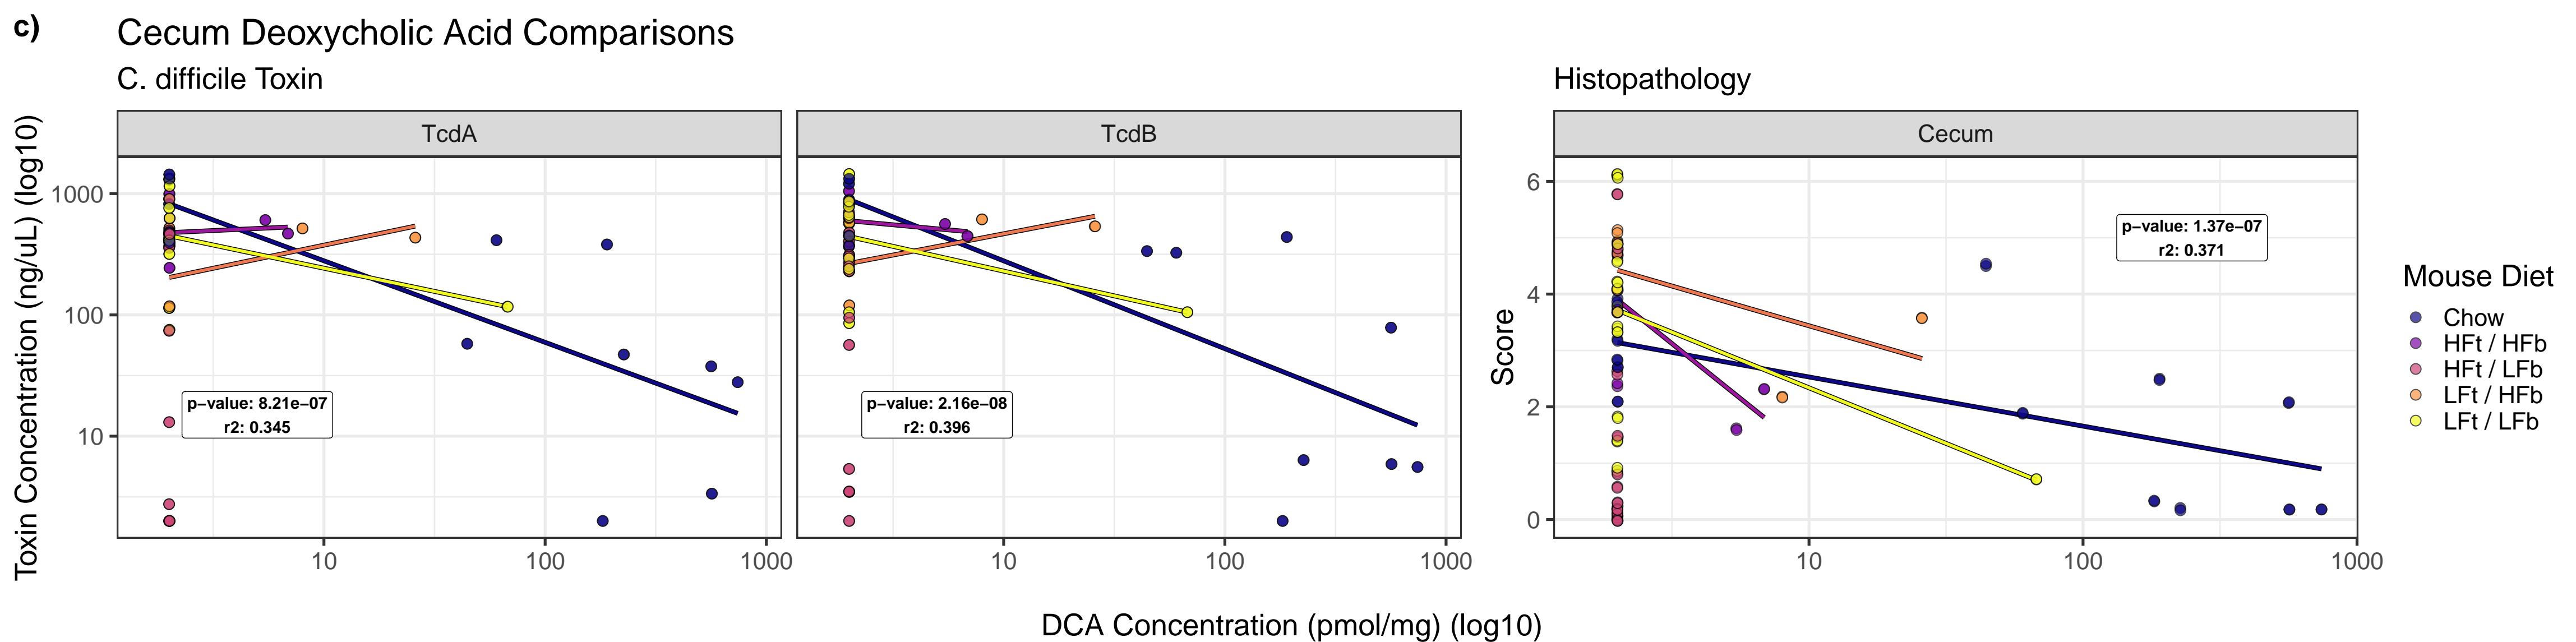 c)
Cecum Deoxycholic Acid Comparisons
C. difficile Toxin
Histopathology
TcdA
TcdB
Cecum
Toxin Concentration (ng/uL) (log10)
1000
100
10
p−value: 8.21e−07
r2: 0.345
p−value: 2.16e−08
r2: 0.396
10
100
1000
10
100
1000
Score
6
4
2
0
p−value: 1.37e−07
r2: 0.371
10
100
1000
DCA Concentration (pmol/mg) (log10)
Mouse Diet
Chow
HFt / HFb
HFt / LFb
LFt / HFb
LFt / LFb